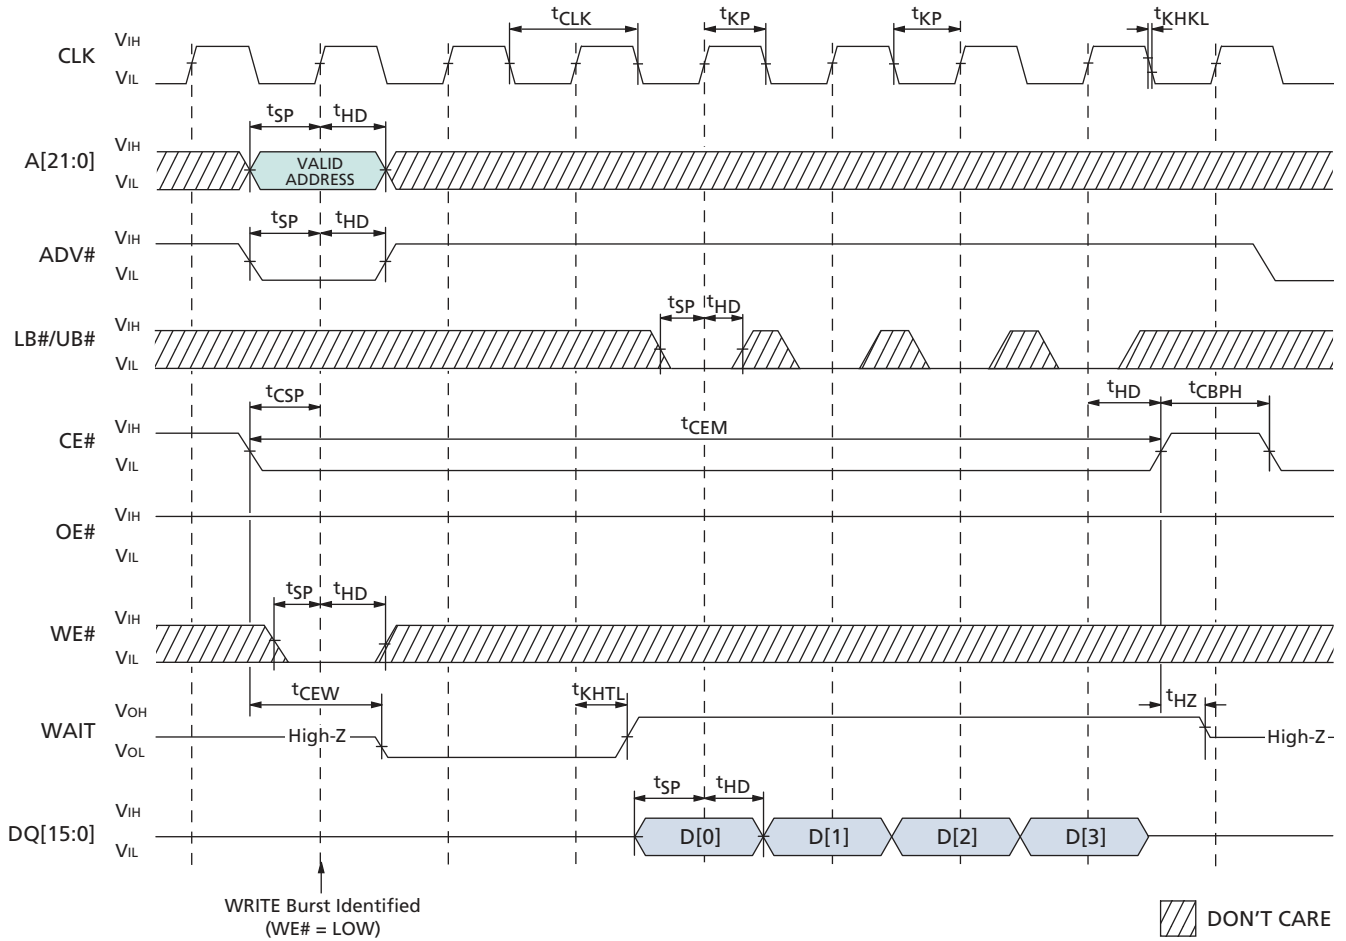 tCLK tKP tKP tKHKL
CLK VIH
VIL
tSP tHD
A[21:0] VIH
VIL
VALID
ADDRESS
tSP tHD
ADV# VIH
VIL
tSP tHD
LB#/UB# VIH
VIL
tCSP tHD tCBPH
CE# VIH
VIL
tCEM
OE# VIH
VIL
tSP tHD
WE# VIH
VIL
tCEW tKHTL tHZ
WAIT VOH
VOL
High-Z High-Z
tSP tHD
DQ[15:0] VIH
VIL
D[0] D[1] D[2] D[3]
WRITE Burst Identified
(WE# = LOW)
DON'T CARE